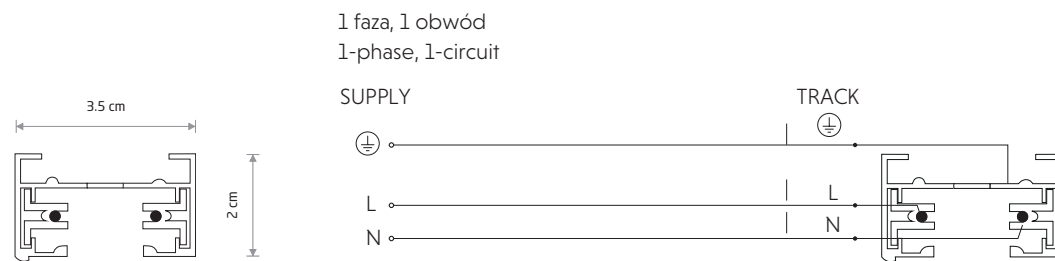 1 faza, 1 obwód
1-phase, 1-circuit
SUPPLY
TRACK
3.5 cm
2 cm
L
L
N
N